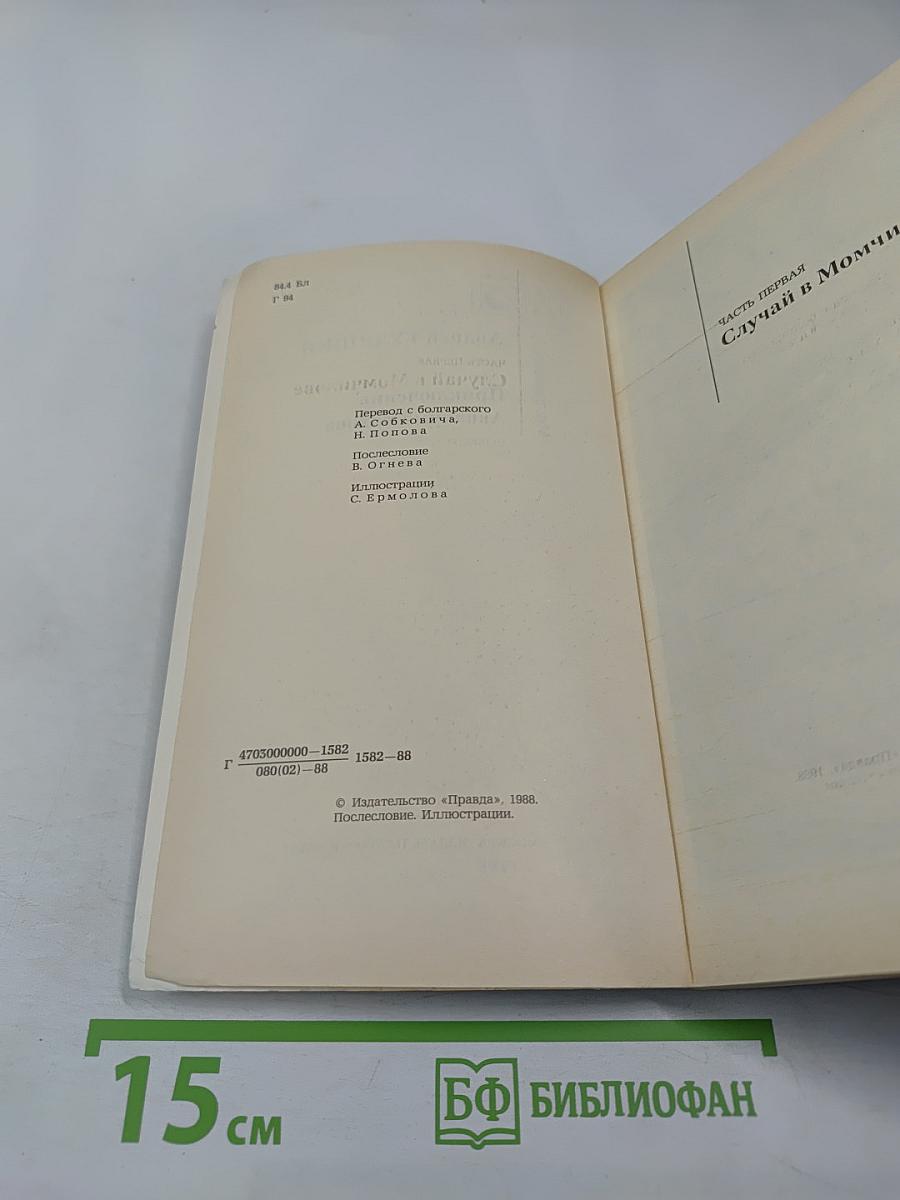 84.4 Бл
Г 94
Перевод с болгарского
А. Собковича,
Н. Попова
Послесловие
В. Огнева
Иллюстрации
С. Ермолова
Г 4703000000—1582 1582—88
080(02)—88
© Издательство «Правда», 1988.
Послесловие. Иллюстрации.
ЧАСТЬ ПЕРВАЯ
Случай в Момчи
15 см
БФ БИБЛИОФАН